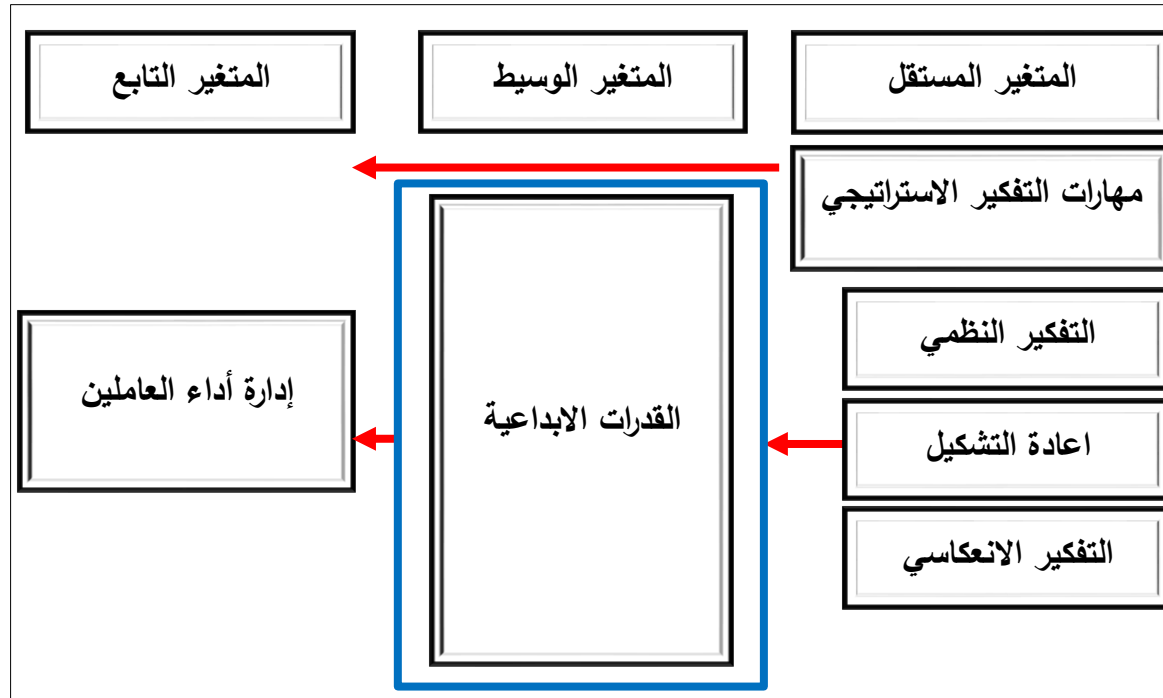 المتغير المستقل
المتغير الوسيط
المتغير التابع
مهارات التفكير الاستراتيجي
التفكير النظمي
اعادة التشكيل
التفكير الانعكاسي
القدرات الابداعية
إدارة أداء العاملين